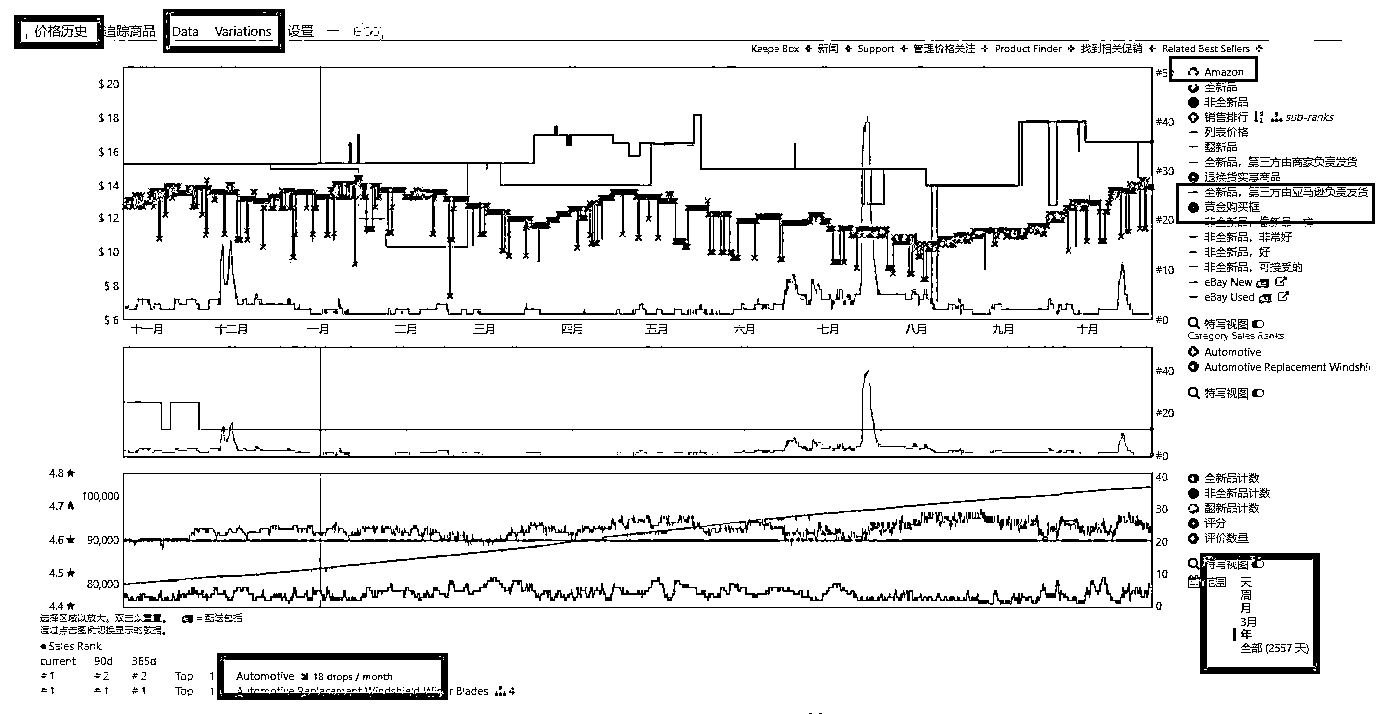 价格历史 追踪商品 Data Variations 设置
Keepa Box 新闻 Support 管理价格关注 Product Finder 找到相关促销 Related Best Sellers
$ 20
$ 18
$ 16
$ 14
$ 12
$ 10
$ 8
$ 6
#40
#30
#20
#10
#0
十一月 十二月 一月 二月 三月 四月 五月 六月 七月 八月 九月 十月
Amazon
全新品
非全新品
销售排行 sub-ranks
列表价格
翻新品
全新品，第三方由商家负责发货
退换货实惠商品
全新品，第三方由亚马逊负责发货
黄金购买框
非全新品，非常好
非全新品，好
非全新品，可接受的
eBay New
eBay Used
特写视图
Category Sales Ranks
Automotive
Automotive Replacement
特写视图
#40
#20
#0
4.8 ★
4.7
4.6 ★
4.5 ★
4.4 ★
100,000
90,000
80,000
40
30
20
10
0
全新品计数
非全新品计数
翻新品计数
评分
评价数量
特写视图
范围 天
周
月
3月
年
全部 (2557 天)
选择区域以放大。双击以重置。 = 配送包括
通过点击图例切换显示的数据。
Sales Rank
current 90d 365d
#1 #2 #2 Top 1 Automotive 18 drops / month
#1 #1 #1 Top 1 Automotive Replacement Windshield Wiper Blades 4